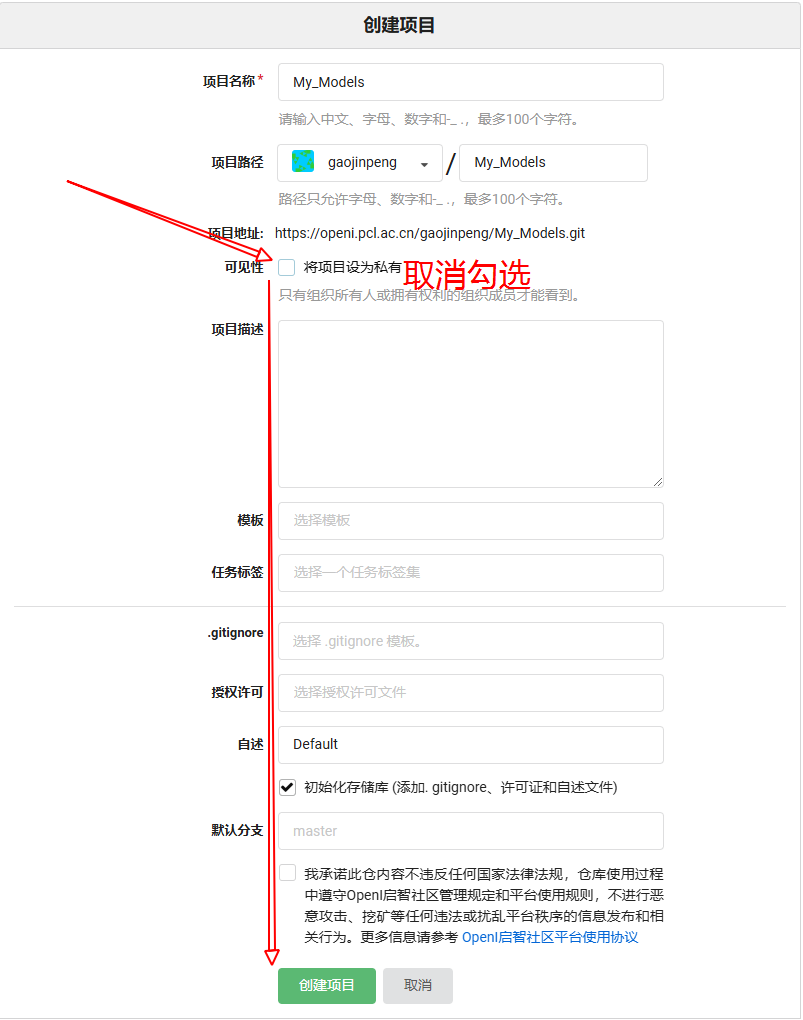 创建项目
项目名称*
My_Models
请输入中文、字母、数字和-_ .，最多100个字符。
项目路径
gaojinpeng
/
My_Models
路径只允许字母、数字和-_ .，最多100个字符。
项目地址:
https://openi.pcl.ac.cn/gaojinpeng/My_Models.git
可见性
将项目设为私有
取消勾选
只有组织所有人或拥有权利的组织成员才能看到。
项目描述
模板
选择模板
任务标签
选择一个任务标签集
.gitignore
选择 .gitignore 模板。
授权许可
选择授权许可文件
自述
Default
初始化存储库 (添加. gitignore、许可证和自述文件)
默认分支
master
我承诺此仓内容不违反任何国家法律法规，仓库使用过程
中遵守OpenI启智社区管理规定和平台使用规则，不进行恶
意攻击、挖矿等任何违法或扰乱平台秩序的信息发布和相
关行为。更多信息请参考 OpenI启智社区平台使用协议
创建项目
取消